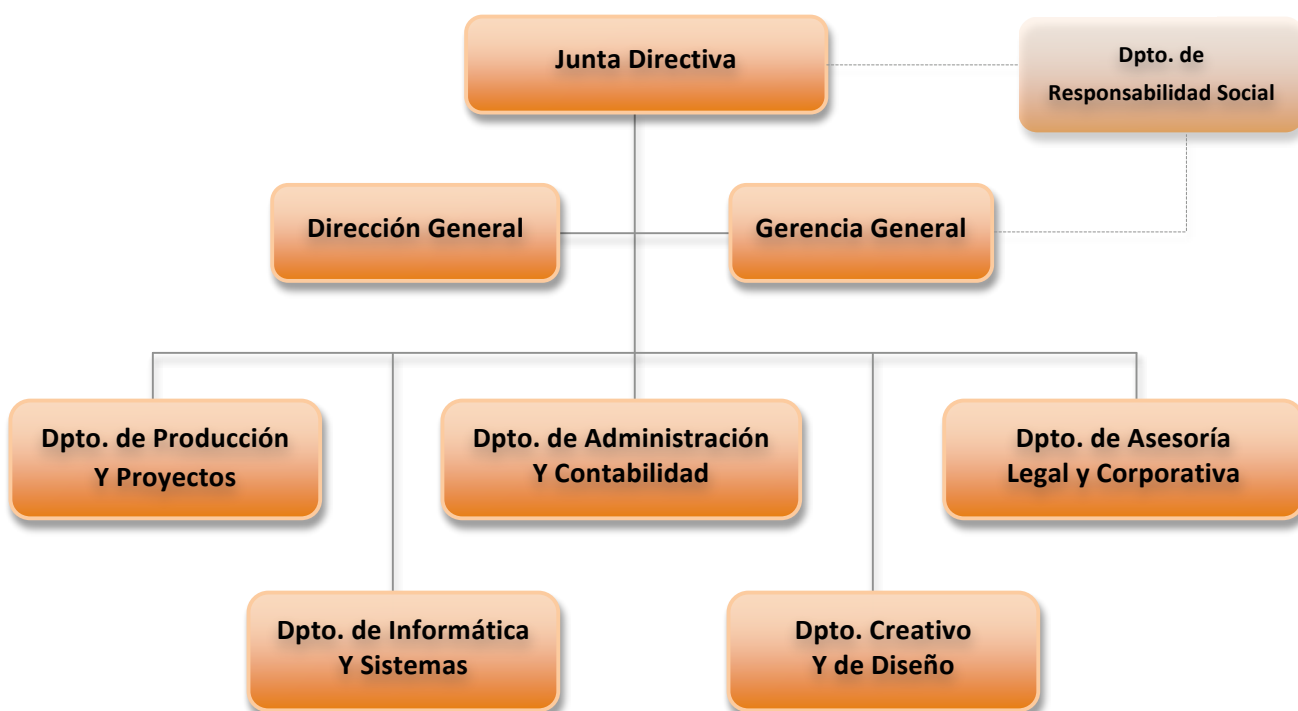 Junta Directiva
Dpto. de
Responsabilidad Social
Dirección General
Gerencia General
Dpto. de Producción
Y Proyectos
Dpto. de Administración
Y Contabilidad
Dpto. de Asesoría
Legal y Corporativa
Dpto. de Informática
Y Sistemas
Dpto. Creativo
Y de Diseño